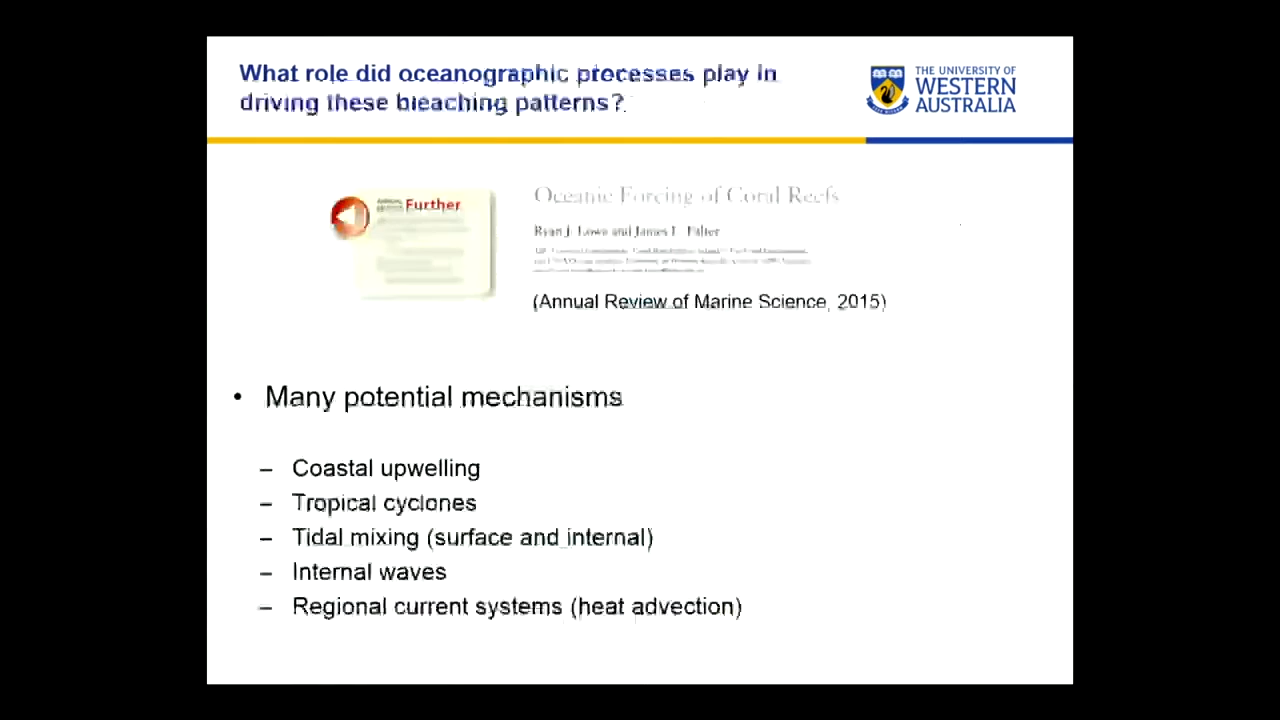 What role did oceanographic processes play in
driving these bleaching patterns?
THE UNIVERSITY OF
WESTERN
AUSTRALIA
Further
Oceanic Forcing of Coral Reefs
Ryan J. Lowe and James L. Falter
(Annual Review of Marine Science, 2015)
• Many potential mechanisms
– Coastal upwelling
– Tropical cyclones
– Tidal mixing (surface and internal)
– Internal waves
– Regional current systems (heat advection)